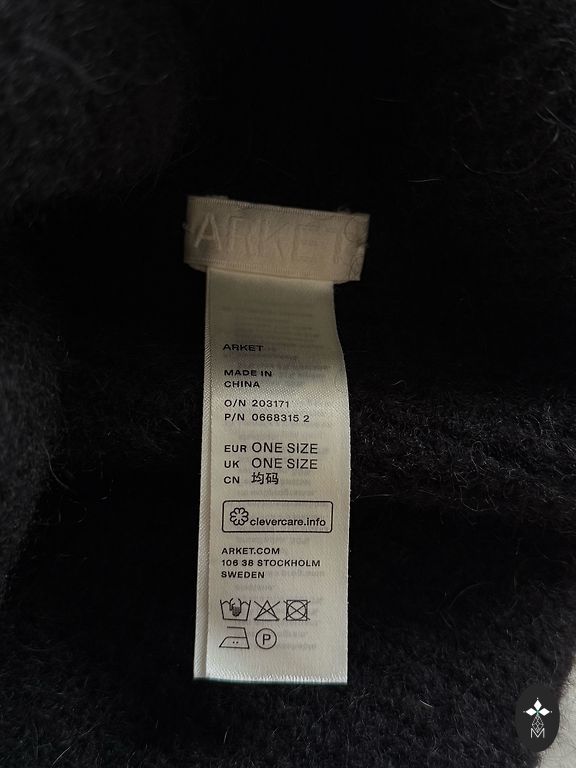 ARKET
ARKET
MADE IN
CHINA
O/N 203171
P/N 0668315 2
EUR ONE SIZE
UK ONE SIZE
CN 均码
clevercare.info
ARKET.COM
106 38 STOCKHOLM
SWEDEN
P
M